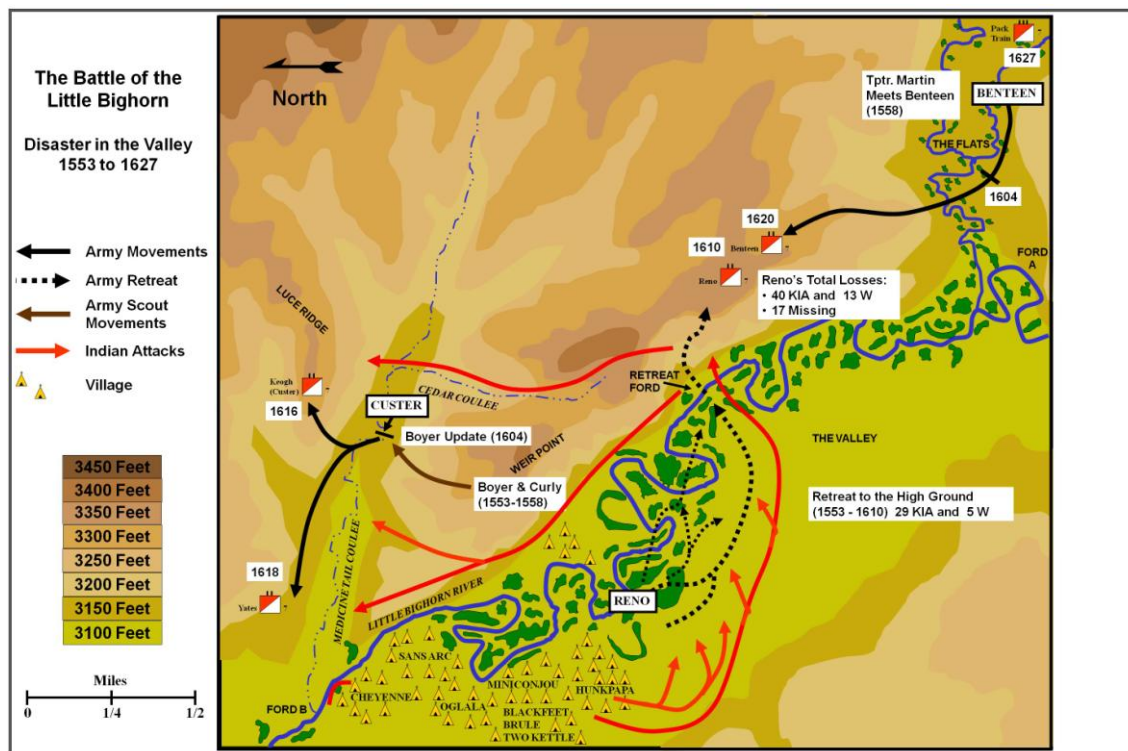 The Battle of the
Little Bighorn
Disaster in the Valley
1553 to 1627
Army Movements
Army Retreat
Army Scout
Movements
Indian Attacks
Village
3450 Feet
3400 Feet
3350 Feet
3300 Feet
3250 Feet
3200 Feet
3150 Feet
3100 Feet
Miles
0 1/4 1/2
North
Pack
Train
1627
Tptr. Martin
Meets Benteen
(1558)
BENTEEN
THE FLATS
1604
FORD
A
1620
Benteen
1610
Reno
Reno's Total Losses:
• 40 KIA and 13 W
• 17 Missing
LUCE RIDGE
Keogh
(Custer)
1616
CUSTER
CEDAR COULEE
RETREAT
FORD
Boyer Update (1604)
WEIR POINT
THE VALLEY
Boyer & Curly
(1553-1558)
Retreat to the High Ground
(1553 - 1610) 29 KIA and 5 W
1618
Yates
MEDICINE TAIL COULEE
LITTLE BIGHORN RIVER
RENO
SANS ARC
MINICONJOU
HUNKPAPA
CHEYENNE
OGLALA
BLACKFEET
BRULE
TWO KETTLE
FORD B